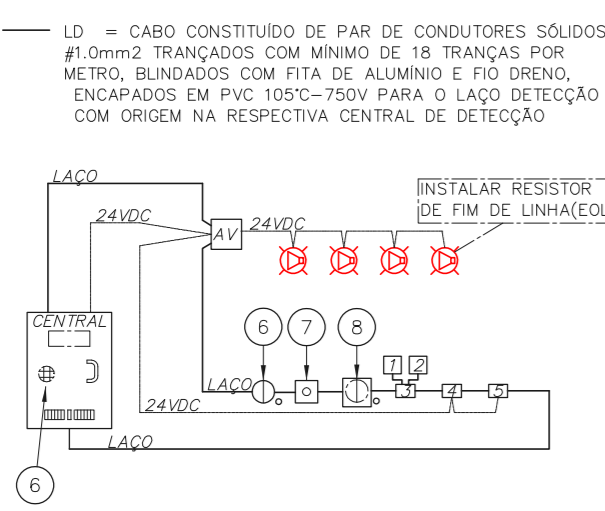 LD = CABO CONSTITUÍDO DE PAR DE CONDUTORES SÓLIDOS
#1.0mm2 TRANÇADOS COM MÍNIMO DE 18 TRANÇAS POR
METRO, BLINDADOS COM FITA DE ALUMÍNIO E FIO DRENO,
ENCAPADOS EM PVC 105°C-750V PARA O LAÇO DETECÇÃO
COM ORIGEM NA RESPECTIVA CENTRAL DE DETECÇÃO
LAÇO
INSTALAR RESISTOR
DE FIM DE LINHA(EOL
24VDC
24VDC
AV
CENTRAL
6
7
8
1
2
LAÇO
3
4
5
24VDC
LAÇO
6